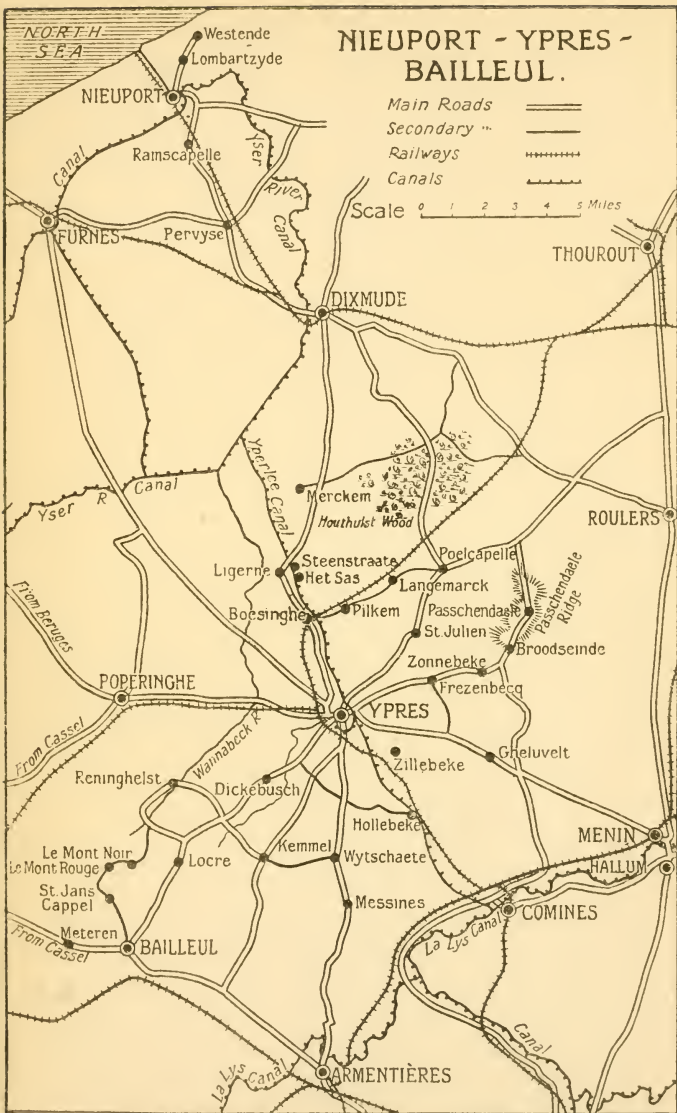 NORTH
SEA
NIEUPORT - YPRES -
BAILLEUL.
Main Roads
Secondary "
Railways
Canals
Scale 0 1 2 3 4 5 Miles
Westende
Lombartzyde
NIEUPORT
Ramscapelle
Yser
River
Canal
Canal
FURNES
Pervyse
THOUROUT
DIXMUDE
Yperlee Canal
Merckem
Houthulst Wood
Yser R Canal
ROULERS
Ligerne
Steenstraate
Het Sas
Poelcapelle
Langemarck
Boesinghe
Pilkem
Passchendaele
Passchendaele
Ridge
St. Julien
Broodseinde
From Beruges
Zonnebeke
Frezenbecq
POPERINGHE
YPRES
From Cassel
Wannabeck R
Zillebeke
Gheluvelt
Reninghelst
Dickebusch
Hollebeke
MENIN
Le Mont Noir
Le Mont Rouge
Locre
Kemmel
Wytschaete
HALLUM
St. Jans
Cappel
Messines
COMINES
La Lys Canal
Meteren
From Cassel
BAILLEUL
Canal
La Lys Canal
ARMENTIÈRES